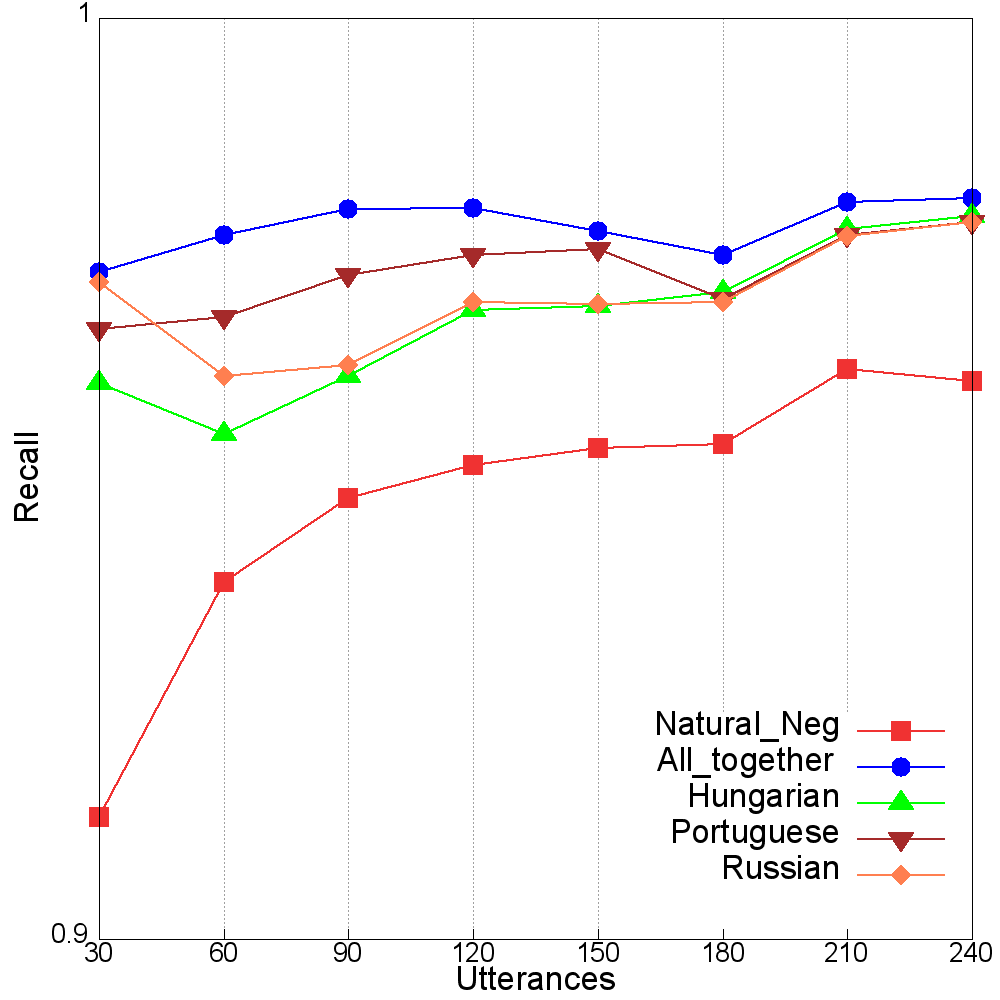 1
Recall
Natural_Neg
All_together
Hungarian
Portuguese
Russian
0.9
30 60 90 120 150 180 210 240
Utterances